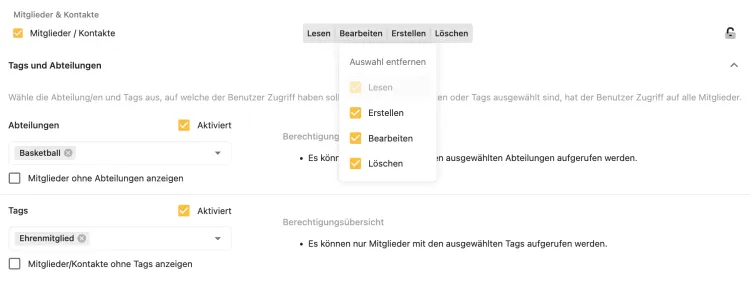 Mitglieder & Kontakte
Mitglieder / Kontakte
Lesen Bearbeiten Erstellen Löschen
Auswahl entfernen
Lesen
Erstellen
Bearbeiten
Löschen
Tags und Abteilungen
Wähle die Abteilung/en und Tags aus, auf welche der Benutzer Zugriff haben soll en oder Tags ausgewählt sind, hat der Benutzer Zugriff auf alle Mitglieder.
Abteilungen Aktiviert
Basketball
Mitglieder ohne Abteilungen anzeigen
Berechtigung
• Es könn en ausgewählten Abteilungen aufgerufen werden.
Tags Aktiviert
Ehrenmitglied
Mitglieder/Kontakte ohne Tags anzeigen
Berechtigungsübersicht
• Es können nur Mitglieder mit den ausgewählten Tags aufgerufen werden.